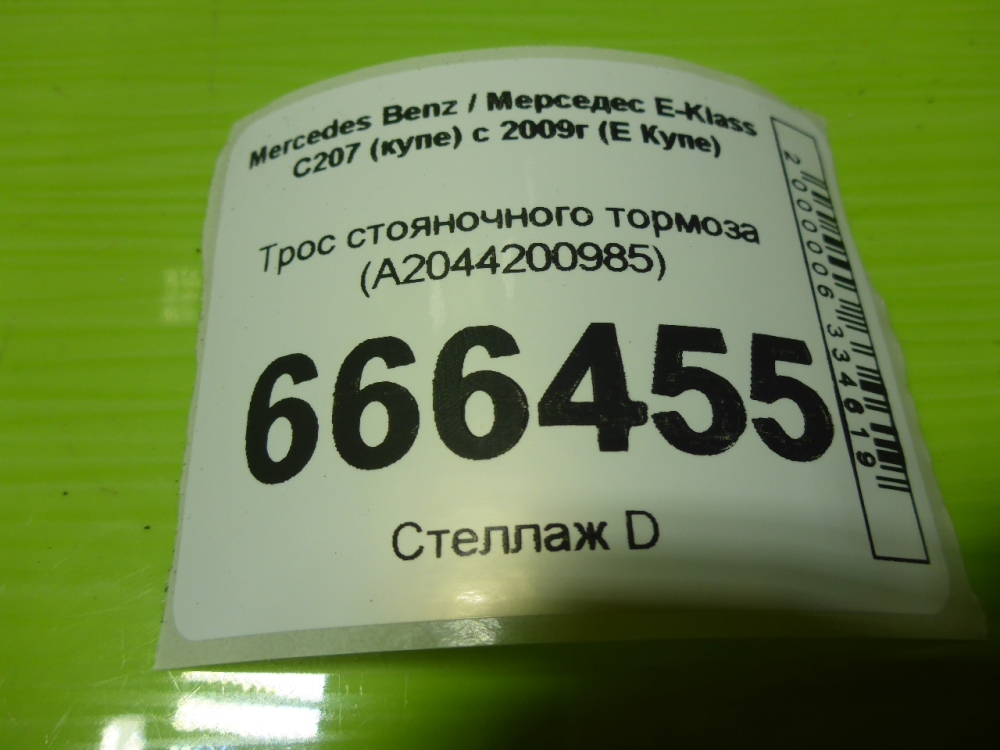 Mercedes Benz / Мерседес E-Klass
C207 (купе) с 2009г (Е Купе)
Трос стояночного тормоза
(A2044200985)
666455
Стеллаж D
2000006334619